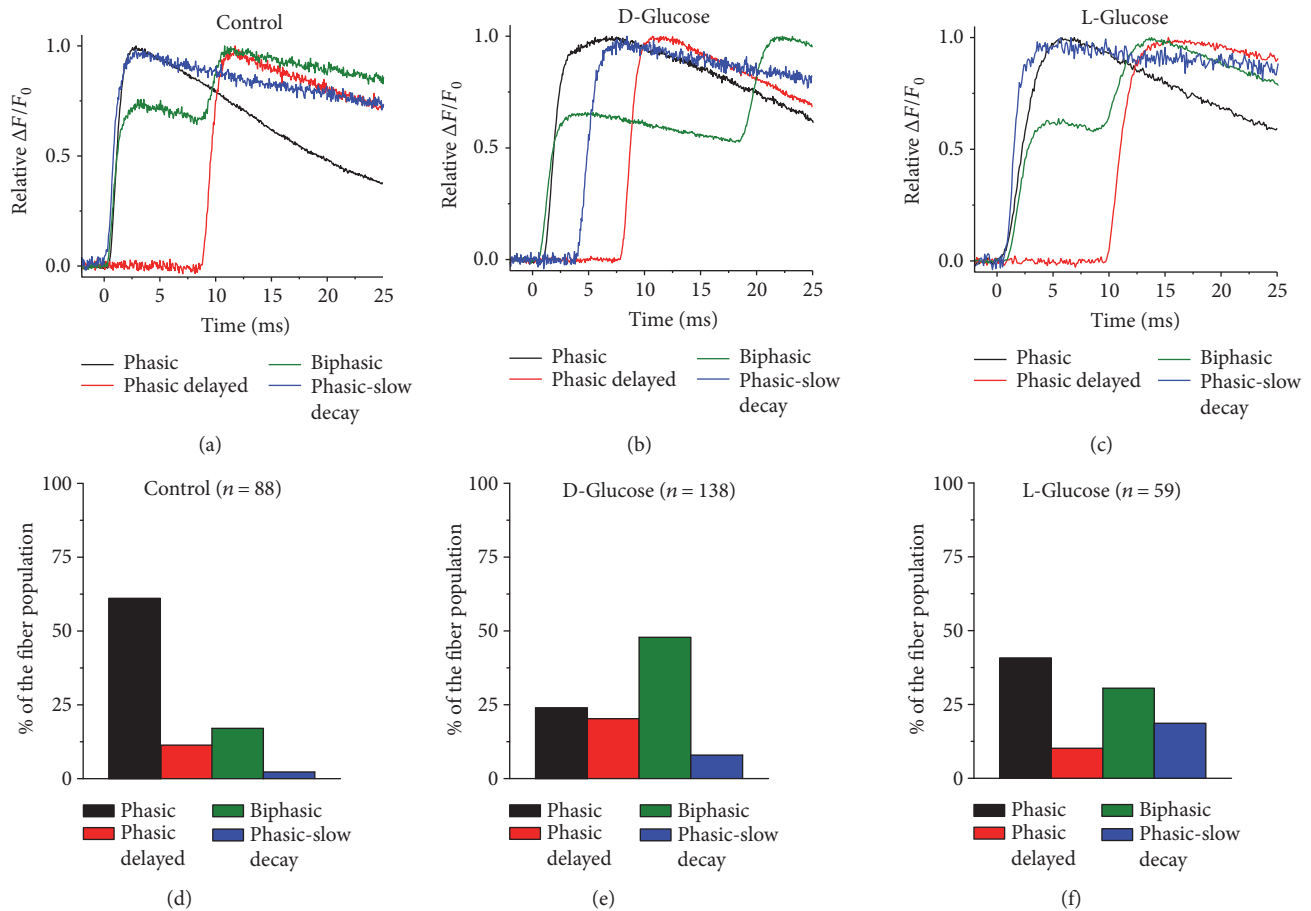 Control
Relative ΔF/F0
1.0
0.5
0.0
0 5 10 15 20 25
Time (ms)
Phasic
Phasic delayed
Biphasic
Phasic-slow
decay
(a)
D-Glucose
Relative ΔF/F0
1.0
0.5
0.0
0 5 10 15 20 25
Time (ms)
Phasic
Phasic delayed
Biphasic
Phasic-slow
decay
(b)
L-Glucose
Relative ΔF/F0
1.0
0.5
0.0
0 5 10 15 20 25
Time (ms)
Phasic
Phasic delayed
Biphasic
Phasic-slow
decay
(c)
Control (n = 88)
% of the fiber population
100
75
50
25
0
Phasic
Phasic
delayed
Biphasic
Phasic-slow
decay
(d)
D-Glucose (n = 138)
% of the fiber population
100
75
50
25
0
Phasic
Phasic
delayed
Biphasic
Phasic-slow
decay
(e)
L-Glucose (n = 59)
% of the fiber population
100
75
50
25
0
Phasic
Phasic
delayed
Biphasic
Phasic-slow
decay
(f)